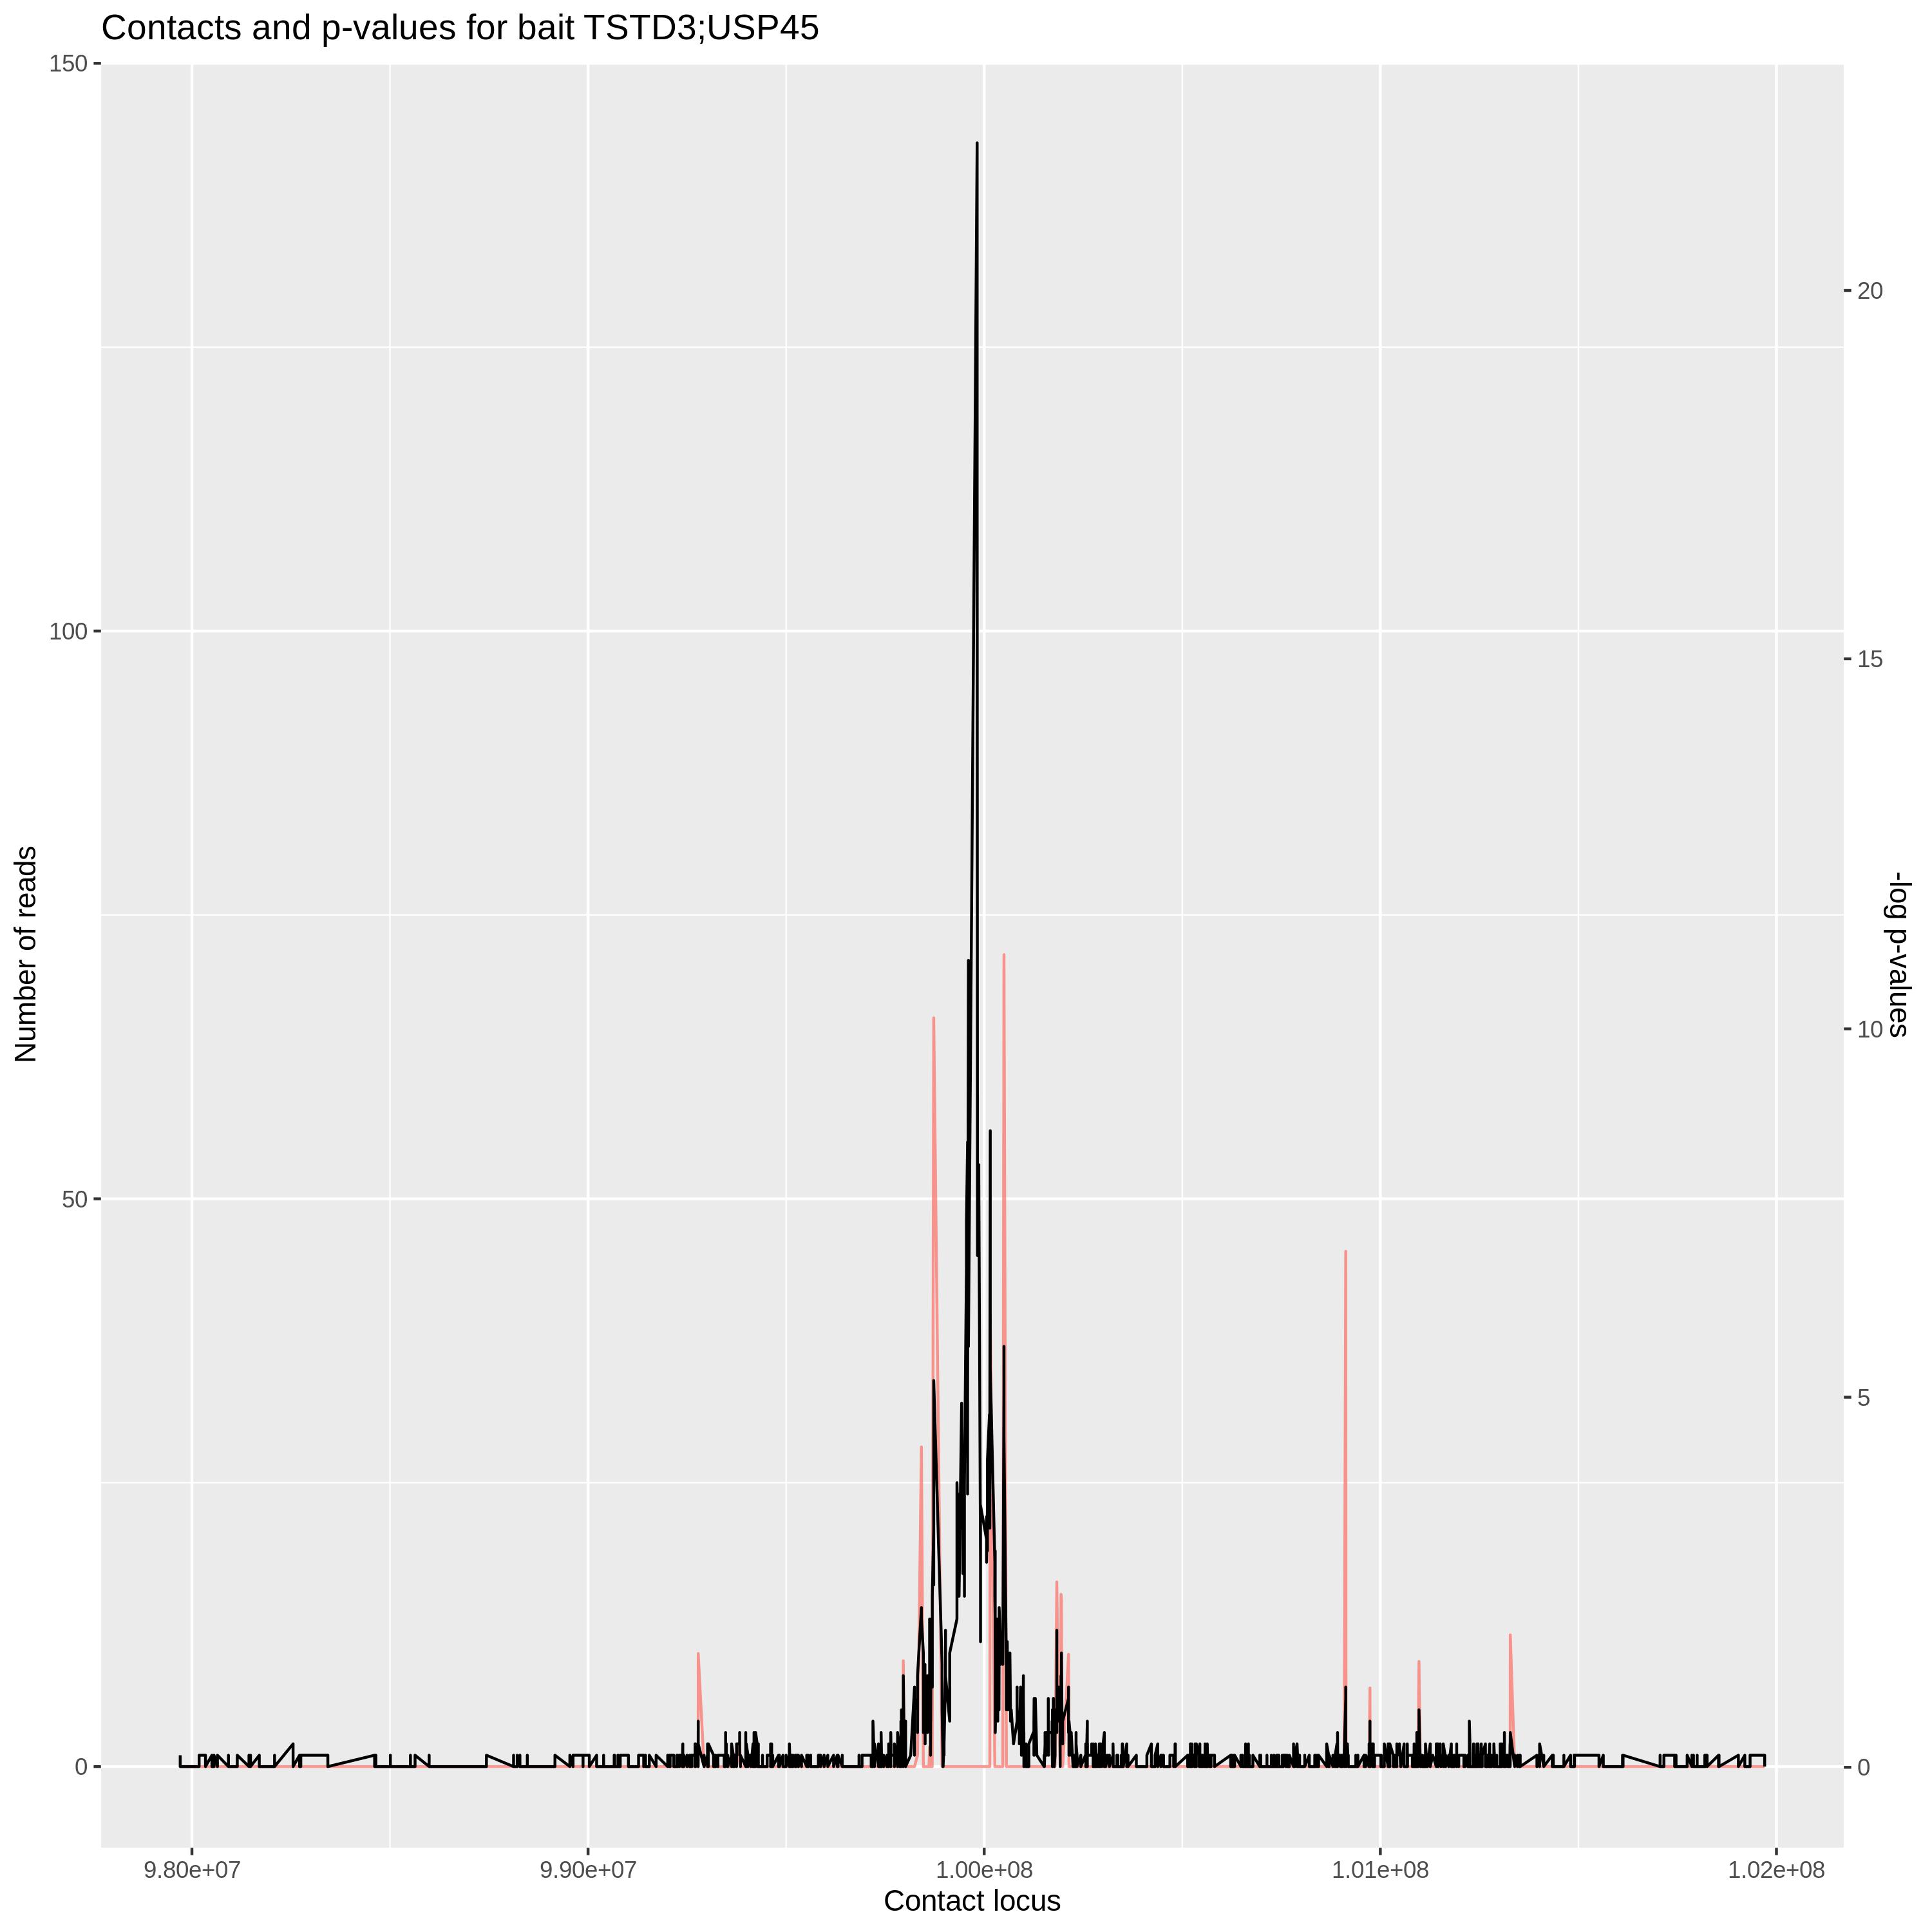 Contacts and p-values for bait TSTD3;USP45
150
100
50
0
Number of reads
20
15
10
5
0
-log p-values
9.80e+07
9.90e+07
1.00e+08
1.01e+08
1.02e+08
Contact locus